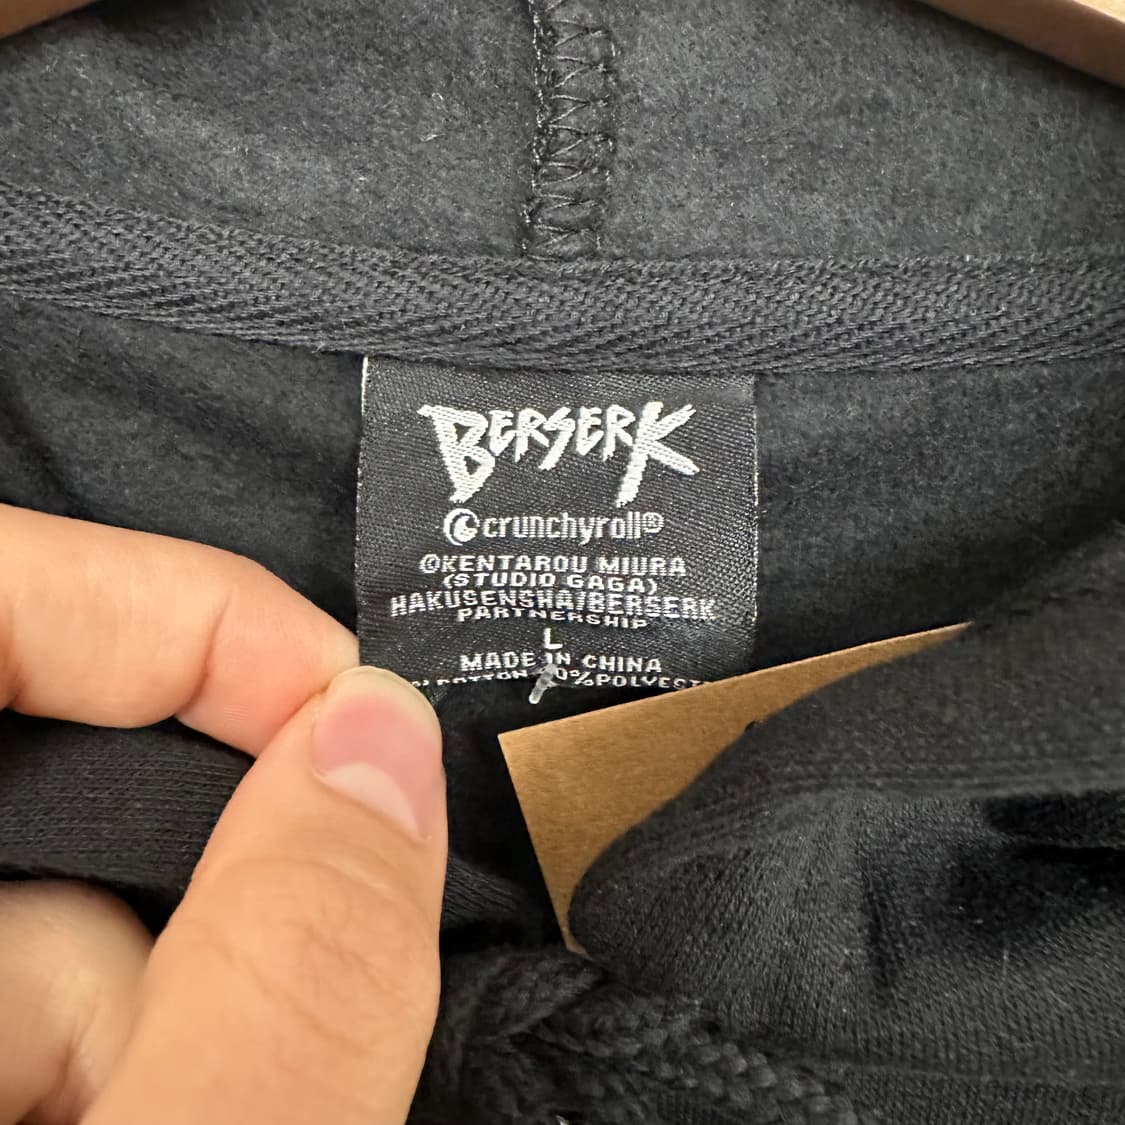 BERSERK
crunchyroll®
©KENTAROU MIURA
(STUDIO GAGA)
HAKUSENSHA/BERSERK
PARTNERSHIP
L
MADE IN CHINA